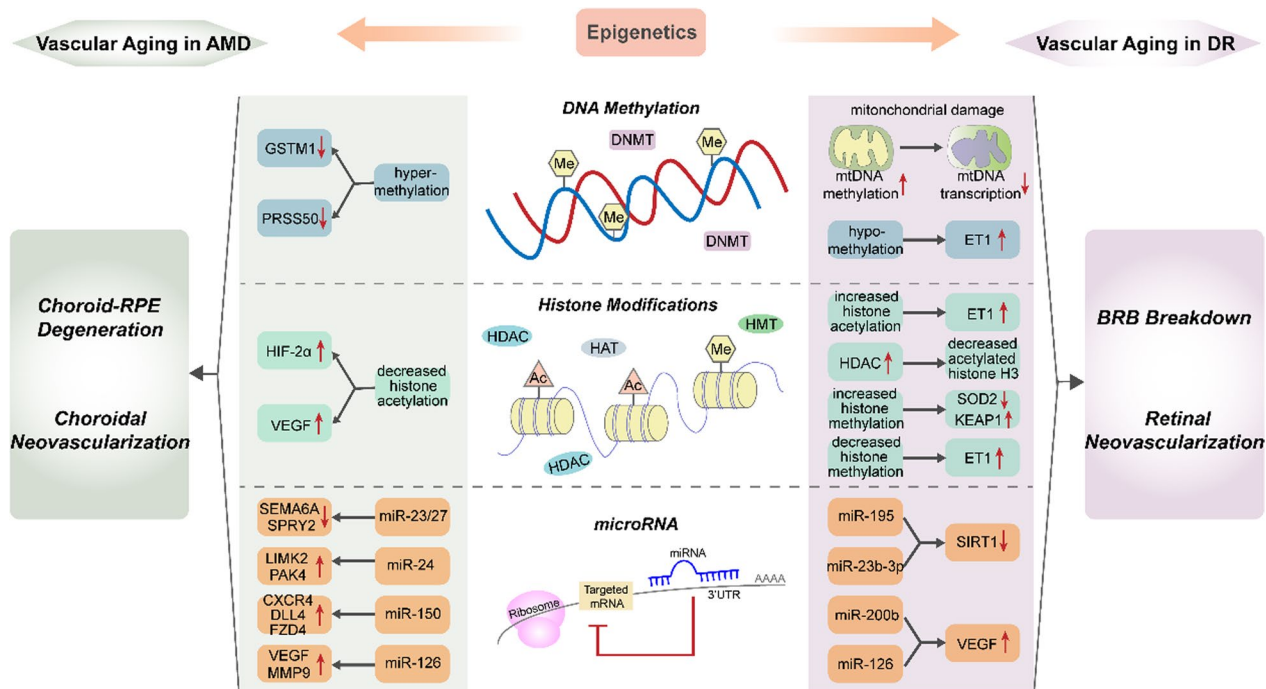 Vascular Aging in AMD
Epigenetics
Vascular Aging in DR
Choroid-RPE
Degeneration
Choroidal
Neovascularization
GSTM1
PRSS50
hyper-
methylation
HIF-2α
VEGF
decreased
histone
acetylation
SEMA6A
SPRY2
miR-23/27
LIMK2
PAK4
miR-24
CXCR4
DLL4
FZD4
miR-150
VEGF
MMP9
miR-126
DNA Methylation
DNMT
Me
Me
Me
DNMT
Histone Modifications
HDAC
HAT
HMT
Me
Ac
Ac
HDAC
microRNA
miRNA
AAAA
3'UTR
Targeted
mRNA
Ribosome
mitonchondrial damage
mtDNA
methylation
mtDNA
transcription
hypo-
methylation
ET1
increased
histone
acetylation
ET1
HDAC
decreased
acetylated
histone H3
increased
histone
methylation
SOD2
KEAP1
decreased
histone
methylation
ET1
miR-195
miR-23b-3p
SIRT1
miR-200b
miR-126
VEGF
BRB Breakdown
Retinal
Neovascularization